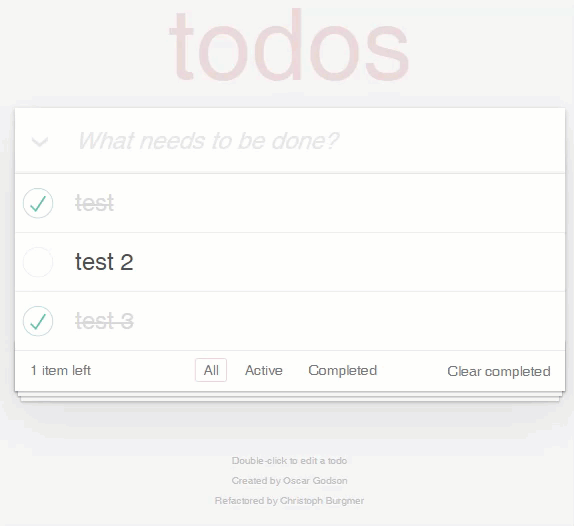 todos
What needs to be done?
test
test 2
test 3
1 item left All Active Completed Clear completed
Double-click to edit a todo
Created by Oscar Godson
Refactored by Christoph Burgmer